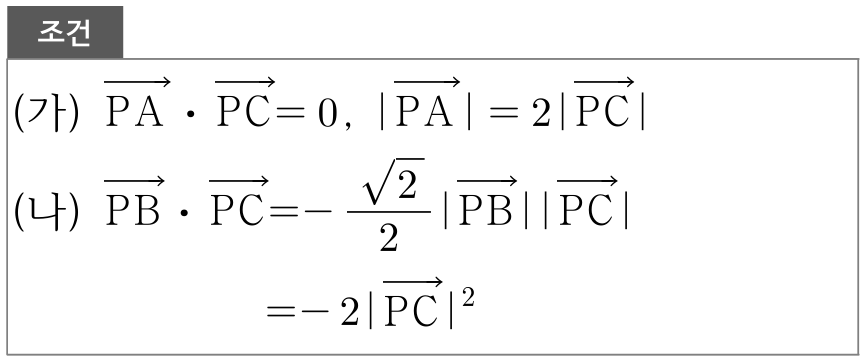 조건
(가) $\overrightarrow{PA} \cdot \overrightarrow{PC} = 0, |\overrightarrow{PA}| = 2|\overrightarrow{PC}|$
(나) $\overrightarrow{PB} \cdot \overrightarrow{PC} = -\frac{\sqrt{2}}{2}|\overrightarrow{PB}||\overrightarrow{PC}|$
$= -2|\overrightarrow{PC}|^2$